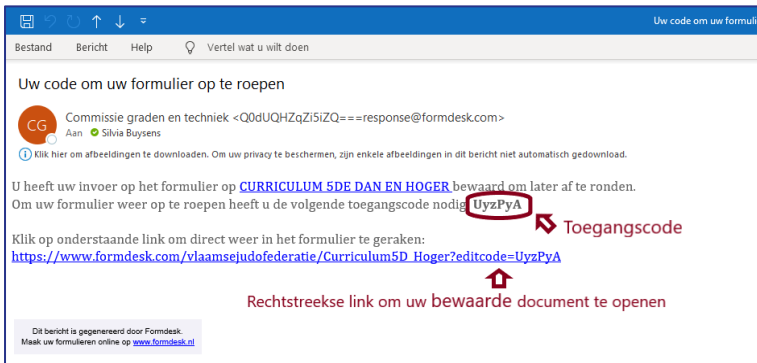 Uw code om uw formuli
Bestand Bericht Help Vertel wat u wilt doen
Uw code om uw formulier op te roepen
CG
Commissie graden en techniek <Q0dUQHZqZi5iZQ===response@formdesk.com>
Aan Silvia Buysens
Klik hier om afbeeldingen te downloaden. Om uw privacy te beschermen, zijn enkele afbeeldingen in dit bericht niet automatisch gedownload.
U heeft uw invoer op het formulier op CURRICULUM 5DE DAN EN HOGER bewaard om later af te ronden.
Om uw formulier weer op te roepen heeft u de volgende toegangscode nodig UyzPyA
Toegangscode
Klik op onderstaande link om direct weer in het formulier te geraken:
https://www.formdesk.com/vlaamsejudofederatie/Curriculum5D_Hoger?editcode=UyzPyA
Rechtstreekse link om uw bewaarde document te openen
Dit bericht is gegenereerd door Formdesk.
Maak uw formulieren online op www.formdesk.nl